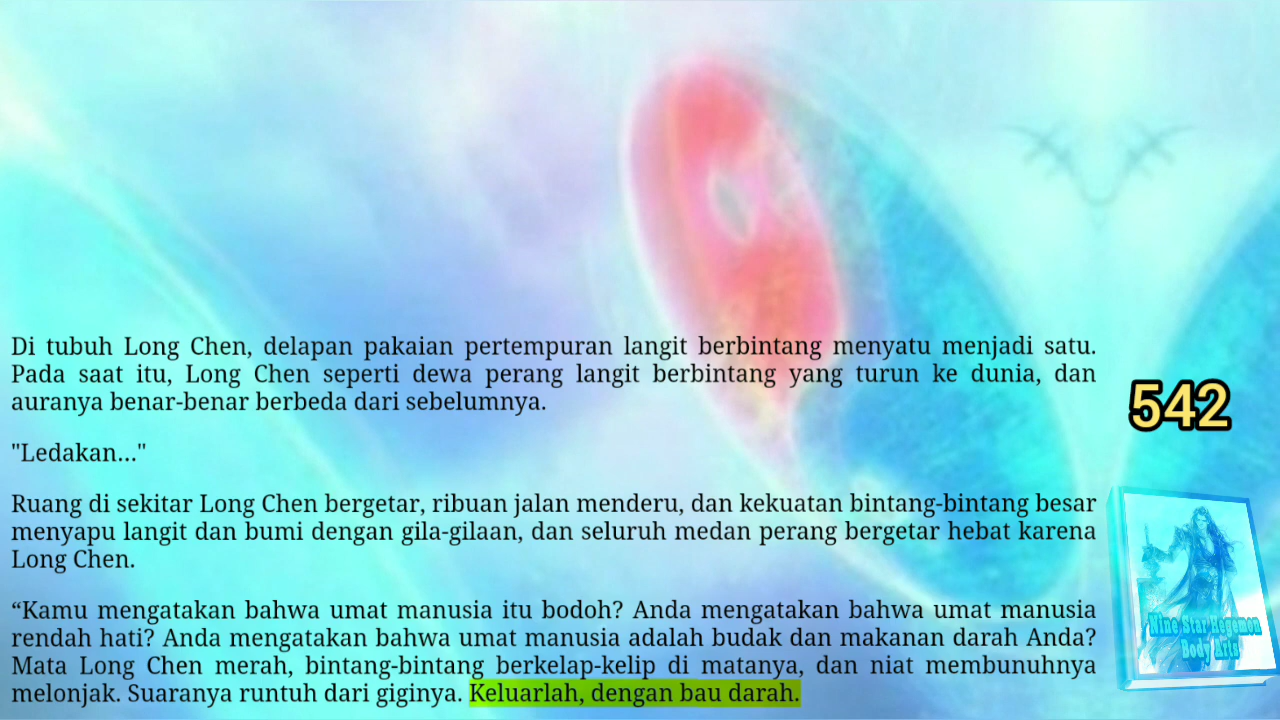 Di tubuh Long Chen, delapan pakaian pertempuran langit berbintang menyatu menjadi satu.
Pada saat itu, Long Chen seperti dewa perang langit berbintang yang turun ke dunia, dan
auranya benar-benar berbeda dari sebelumnya.
"Ledakan..."
Ruang di sekitar Long Chen bergetar, ribuan jalan menderu, dan kekuatan bintang-bintang besar
menyapu langit dan bumi dengan gila-gilaan, dan seluruh medan perang bergetar hebat karena
Long Chen.
“Kamu mengatakan bahwa umat manusia itu bodoh? Anda mengatakan bahwa umat manusia
rendah hati? Anda mengatakan bahwa umat manusia adalah budak dan makanan darah Anda?
Mata Long Chen merah, bintang-bintang berkelap-kelip di matanya, dan niat membunuhnya
melonjak. Suaranya runtuh dari giginya. Keluarlah, dengan bau darah.
542
Nine Star Hegemon
Body Arts